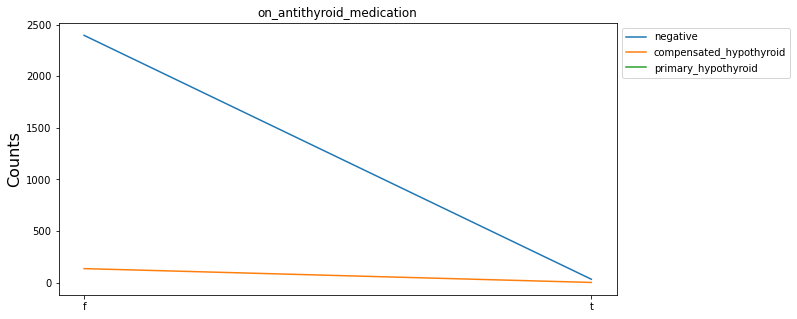 on_antithyroid_medication
negative
compensated_hypothyroid
primary_hypothyroid
Counts
2500
2000
1500
1000
500
0
f
t